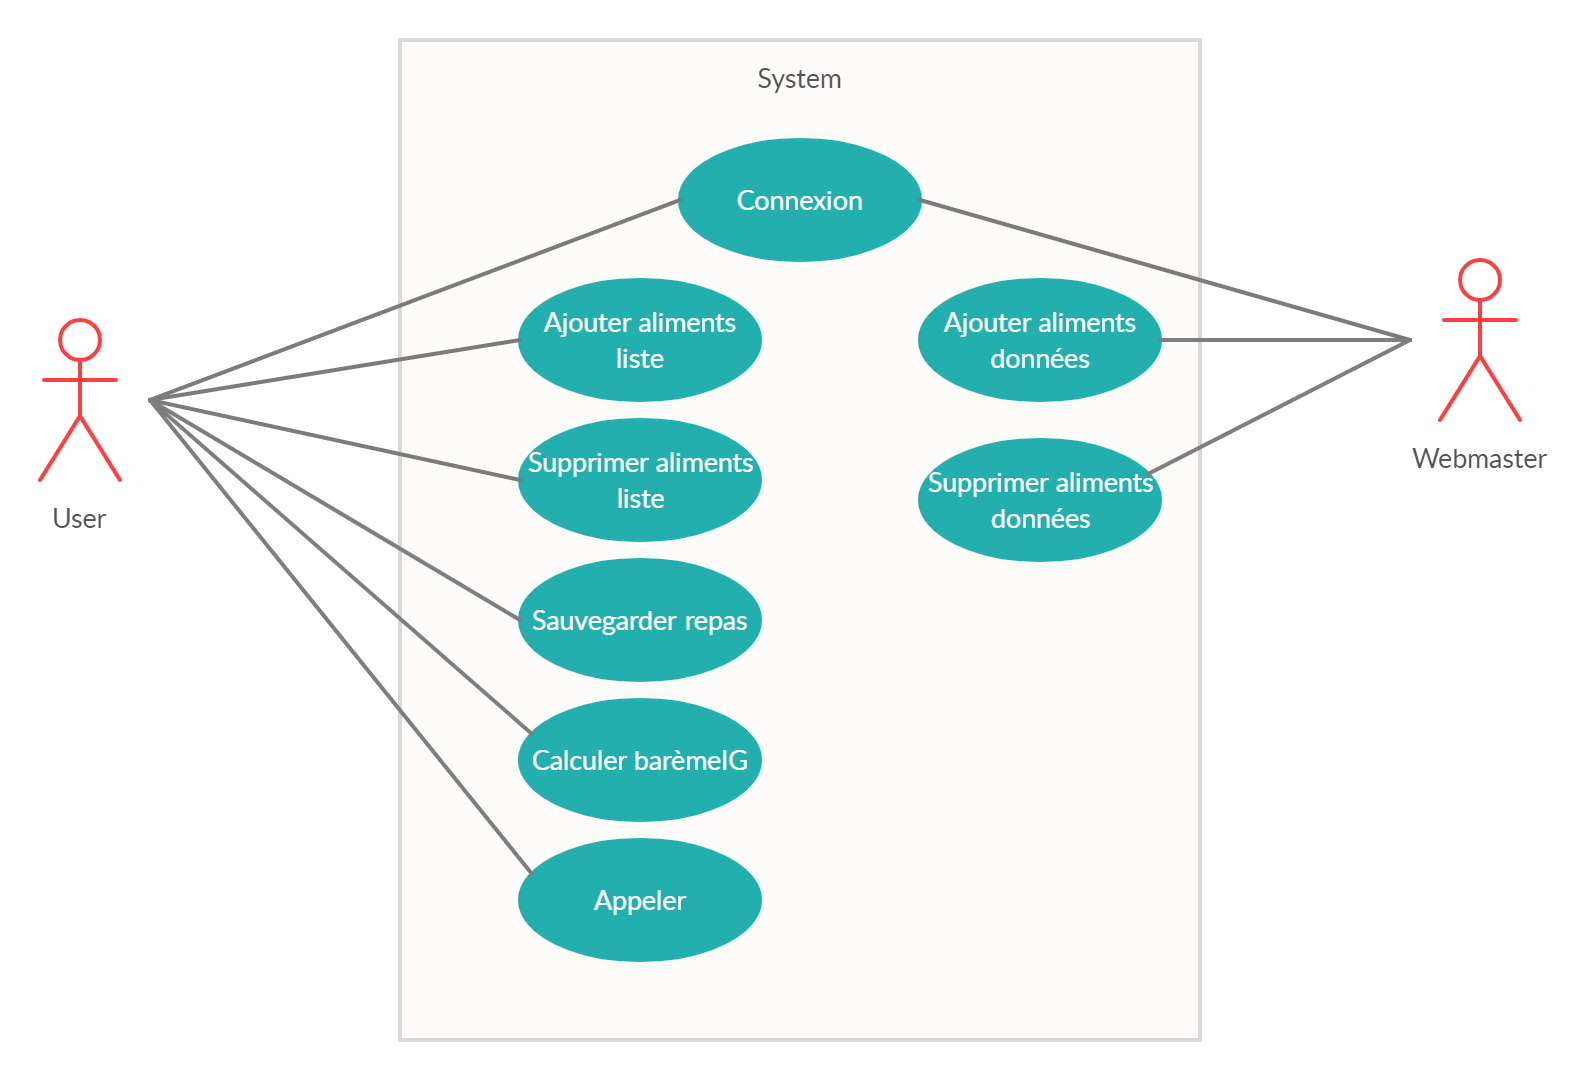 System
Connexion
Ajouter aliments
liste
Ajouter aliments
données
Supprimer aliments
liste
Supprimer aliments
données
Webmaster
User
Sauvegarder repas
Calculer barèmeIG
Appeler